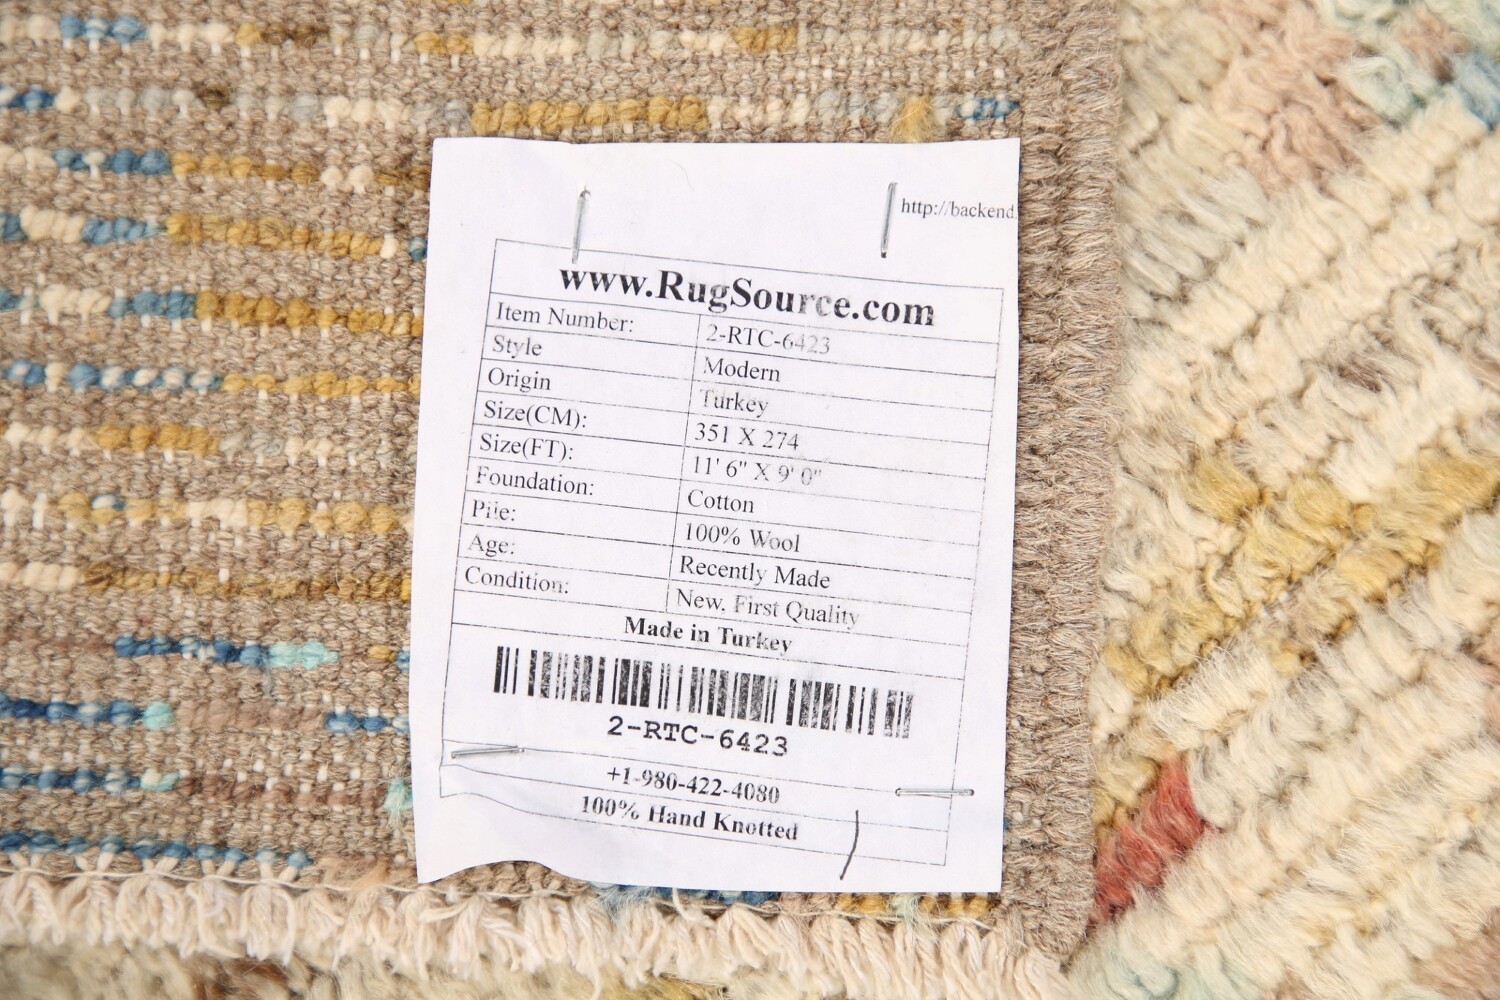 http://backend.
www.RugSource.com
Item Number: 2-RTC-6423
Style Modern
Origin Turkey
Size(CM): 351 X 274
Size(FT): 11' 6" X 9' 0"
Foundation: Cotton
Pile: 100% Wool
Age: Recently Made
Condition: New, First Quality
Made in Turkey
2-RTC-6423
+1-980-422-4080
100% Hand Knotted